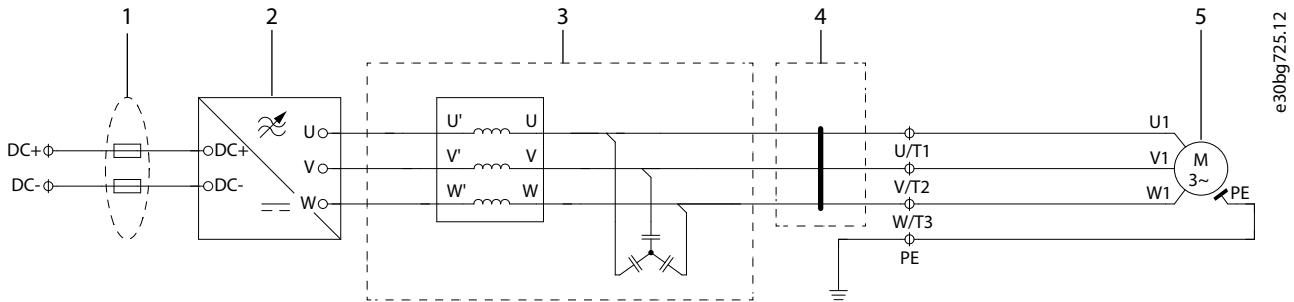 1 2 3 4 5
e30bg725.12
DC+ DC+ U U' U U/T1 U1
DC- DC- V V' V V/T2 V1
W W' W W/T3 W1
M
3~
PE
PE